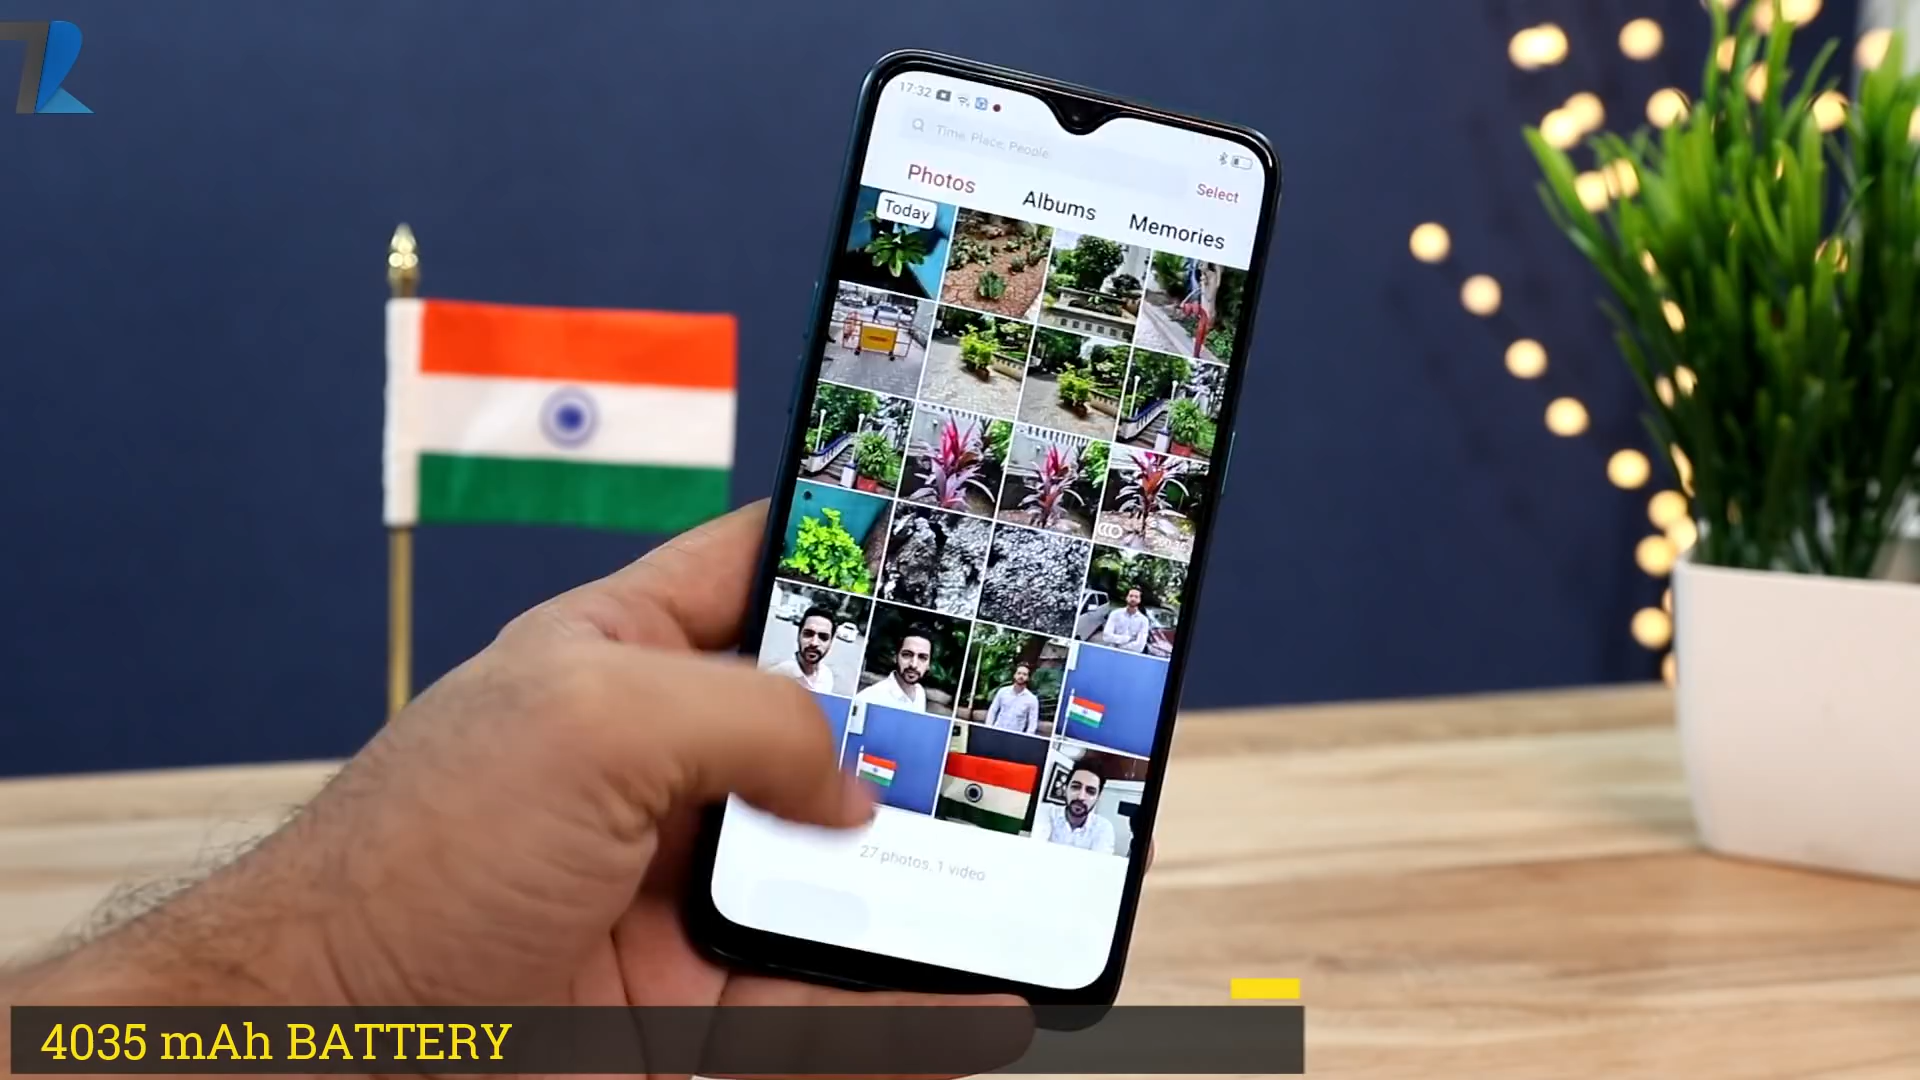 17:32
Time, Place, People
Select
Photos
Albums
Memories
Today
27 photos, 1 video
4035 mAh BATTERY